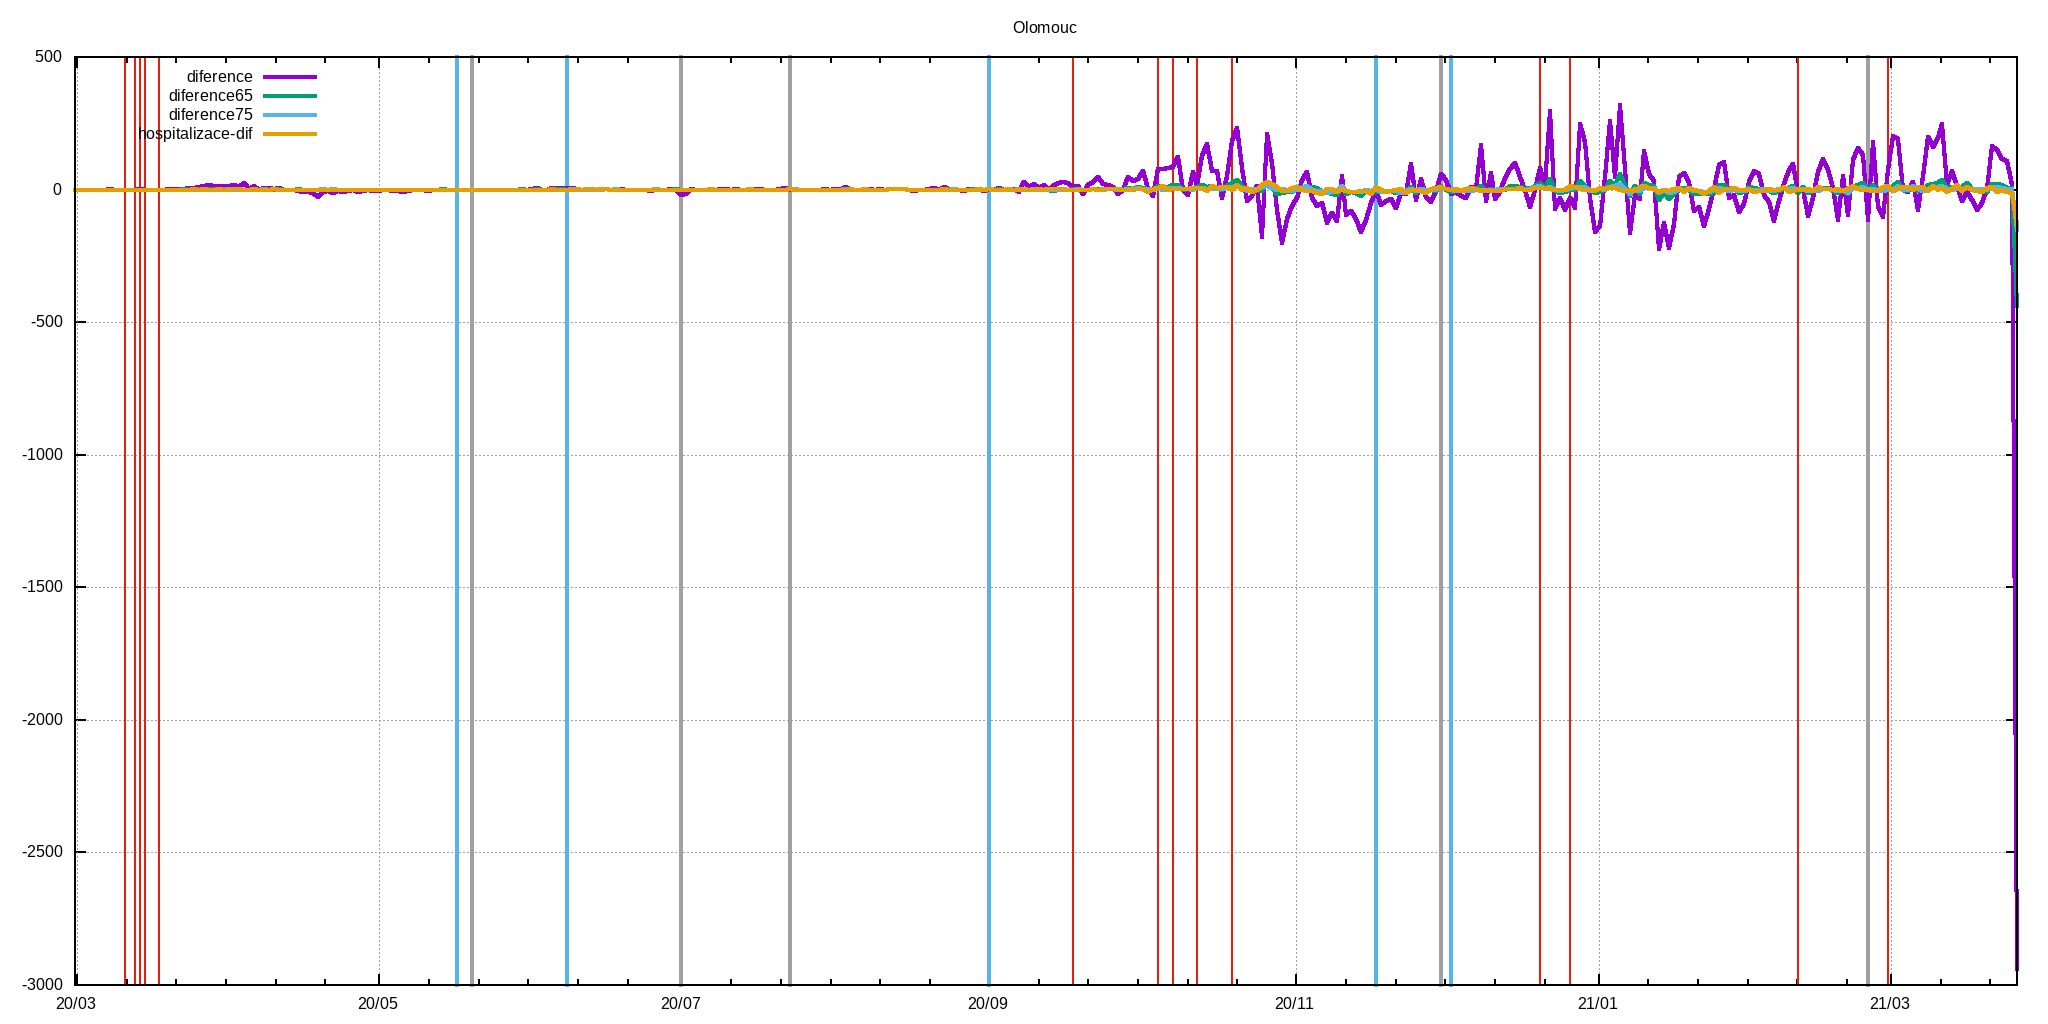 Olomouc
500
diference
diference65
diference75
hospitalizace-dif
0
-500
-1000
-1500
-2000
-2500
-3000
20/03 20/05 20/07 20/09 20/11 21/01 21/03